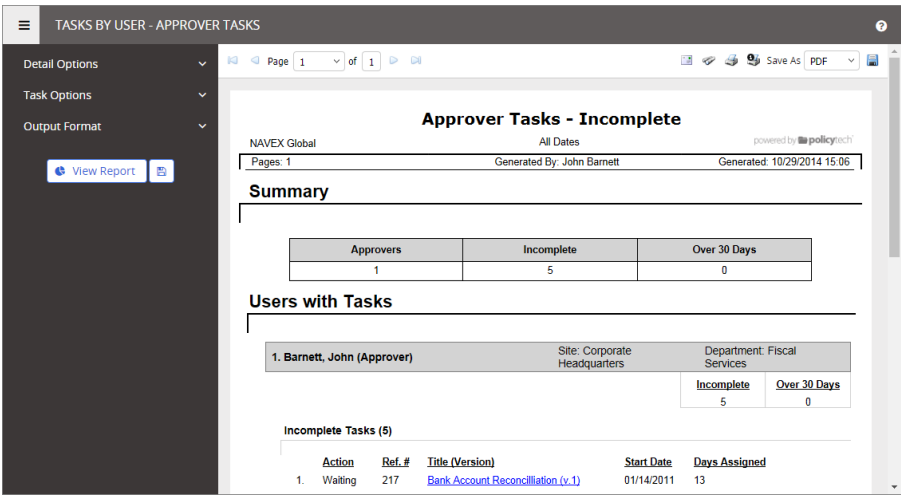 TASKS BY USER - APPROVER TASKS
?
Detail Options
Task Options
Output Format
View Report
Page 1 of 1
Save As PDF
Approver Tasks - Incomplete
NAVEX Global All Dates powered by policytech
Pages: 1 Generated By: John Barnett Generated: 10/29/2014 15:06
Summary
Approvers Incomplete Over 30 Days
1 5 0
Users with Tasks
1. Barnett, John (Approver) Site: Corporate Department: Fiscal
Headquarters Services
Incomplete Over 30 Days
5 0
Incomplete Tasks (5)
Action Ref. # Title (Version) Start Date Days Assigned
1. Waiting 217 Bank Account Reconcilliation (v.1) 01/14/2011 13